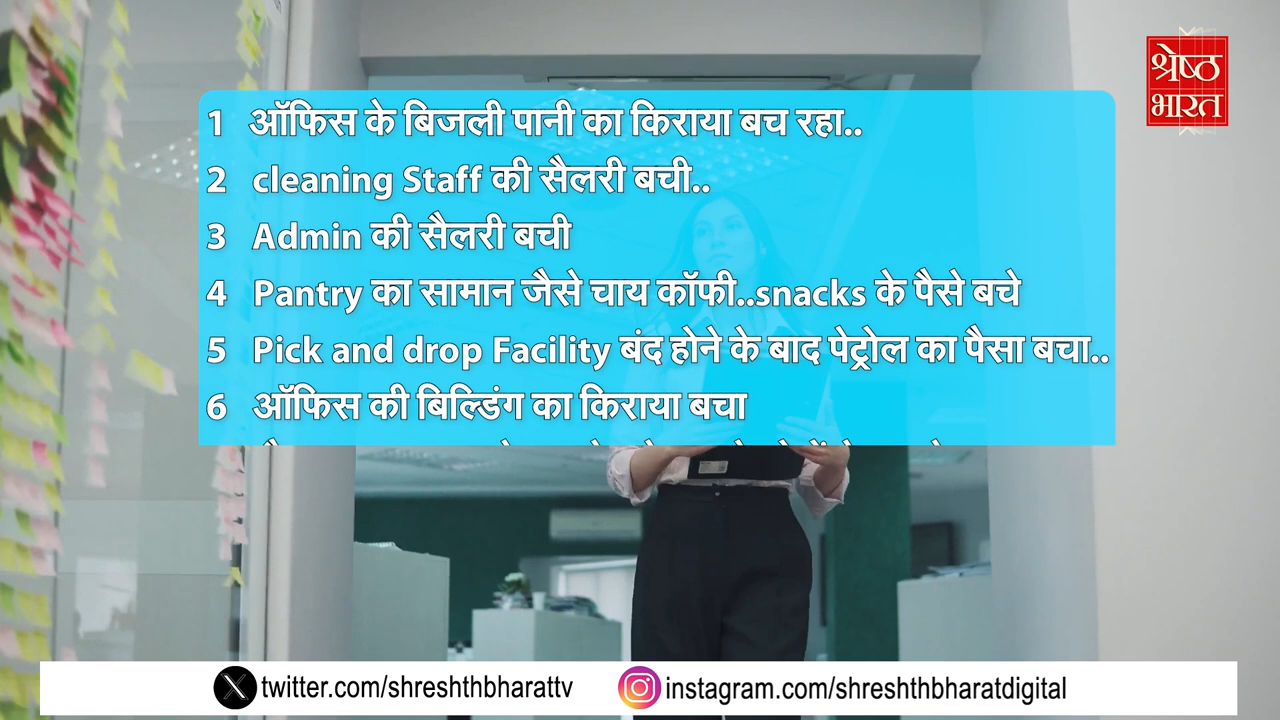 श्रेष्ठ
भारत
1 ऑफिस के बिजली पानी का किराया बच रहा..
2 cleaning Staff की सैलरी बची..
3 Admin की सैलरी बची
4 Pantry का सामान जैसे चाय कॉफी..snacks के पैसे बचे
5 Pick and drop Facility बंद होने के बाद पेट्रोल का पैसा बचा..
6 ऑफिस की बिल्डिंग का किराया बचा
twitter.com/shreshthbharattv
instagram.com/shreshthbharatdigital